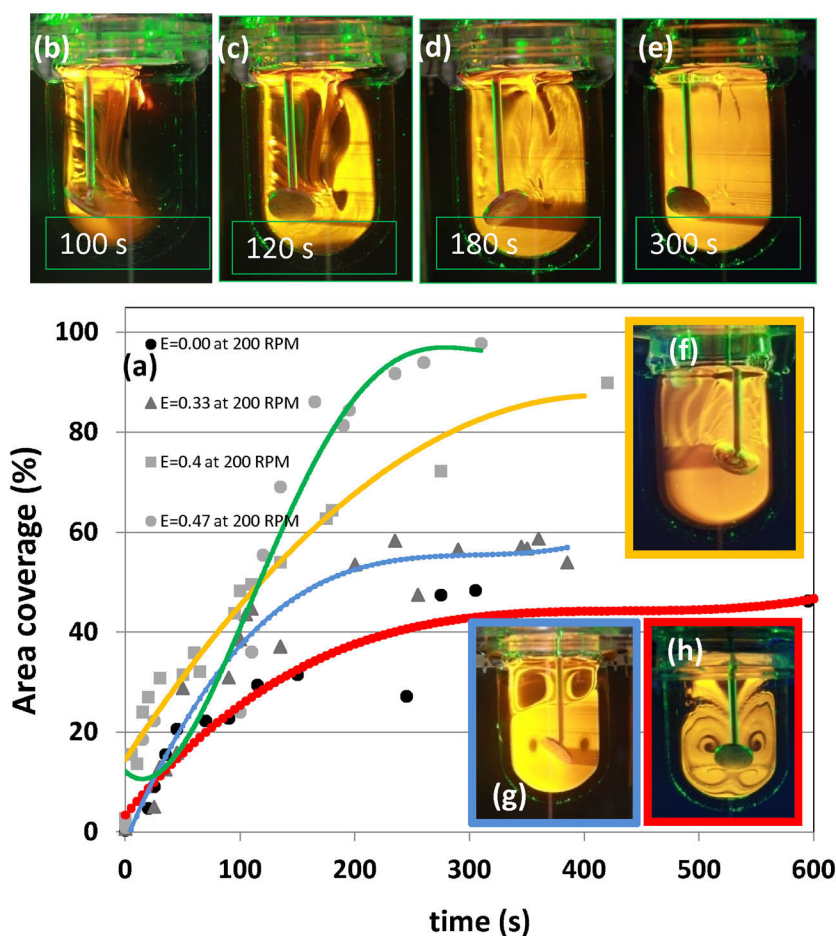 (b)
(c)
(d)
(e)
100 s
120 s
180 s
300 s
100
80
60
40
20
0
Area coverage (%)
(a)
E=0.00 at 200 RPM
E=0.33 at 200 RPM
E=0.4 at 200 RPM
E=0.47 at 200 RPM
(f)
(g)
(h)
0
100
200
300
400
500
600
time (s)